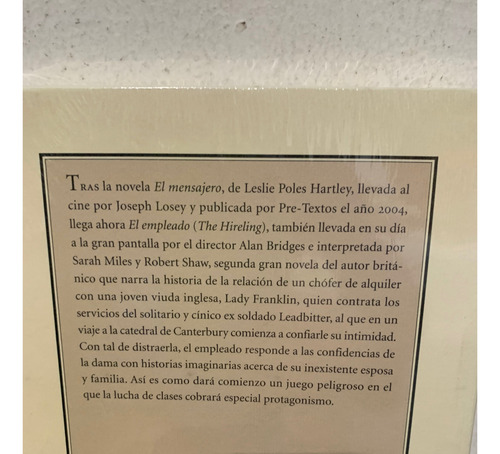 TRAS la novela El mensajero, de Leslie Poles Hartley, llevada al
cine por Joseph Losey y publicada por Pre-Textos el año 2004,
llega ahora El empleado (The Hireling), también llevada en su día
a la gran pantalla por el director Alan Bridges e interpretada por
Sarah Miles y Robert Shaw, segunda gran novela del autor britá-
nico que narra la historia de la relación de un chófer de alquiler
con una joven viuda inglesa, Lady Franklin, quien contrata los
servicios del solitario y cínico ex soldado Leadbitter, al que en un
viaje a la catedral de Canterbury comienza a confiarle su intimidad.
Con tal de distraerla, el empleado responde a las confidencias de
la dama con historias imaginarias acerca de su inexistente esposa
y familia. Así es como dará comienzo un juego peligroso en el
que la lucha de clases cobrará especial protagonismo.